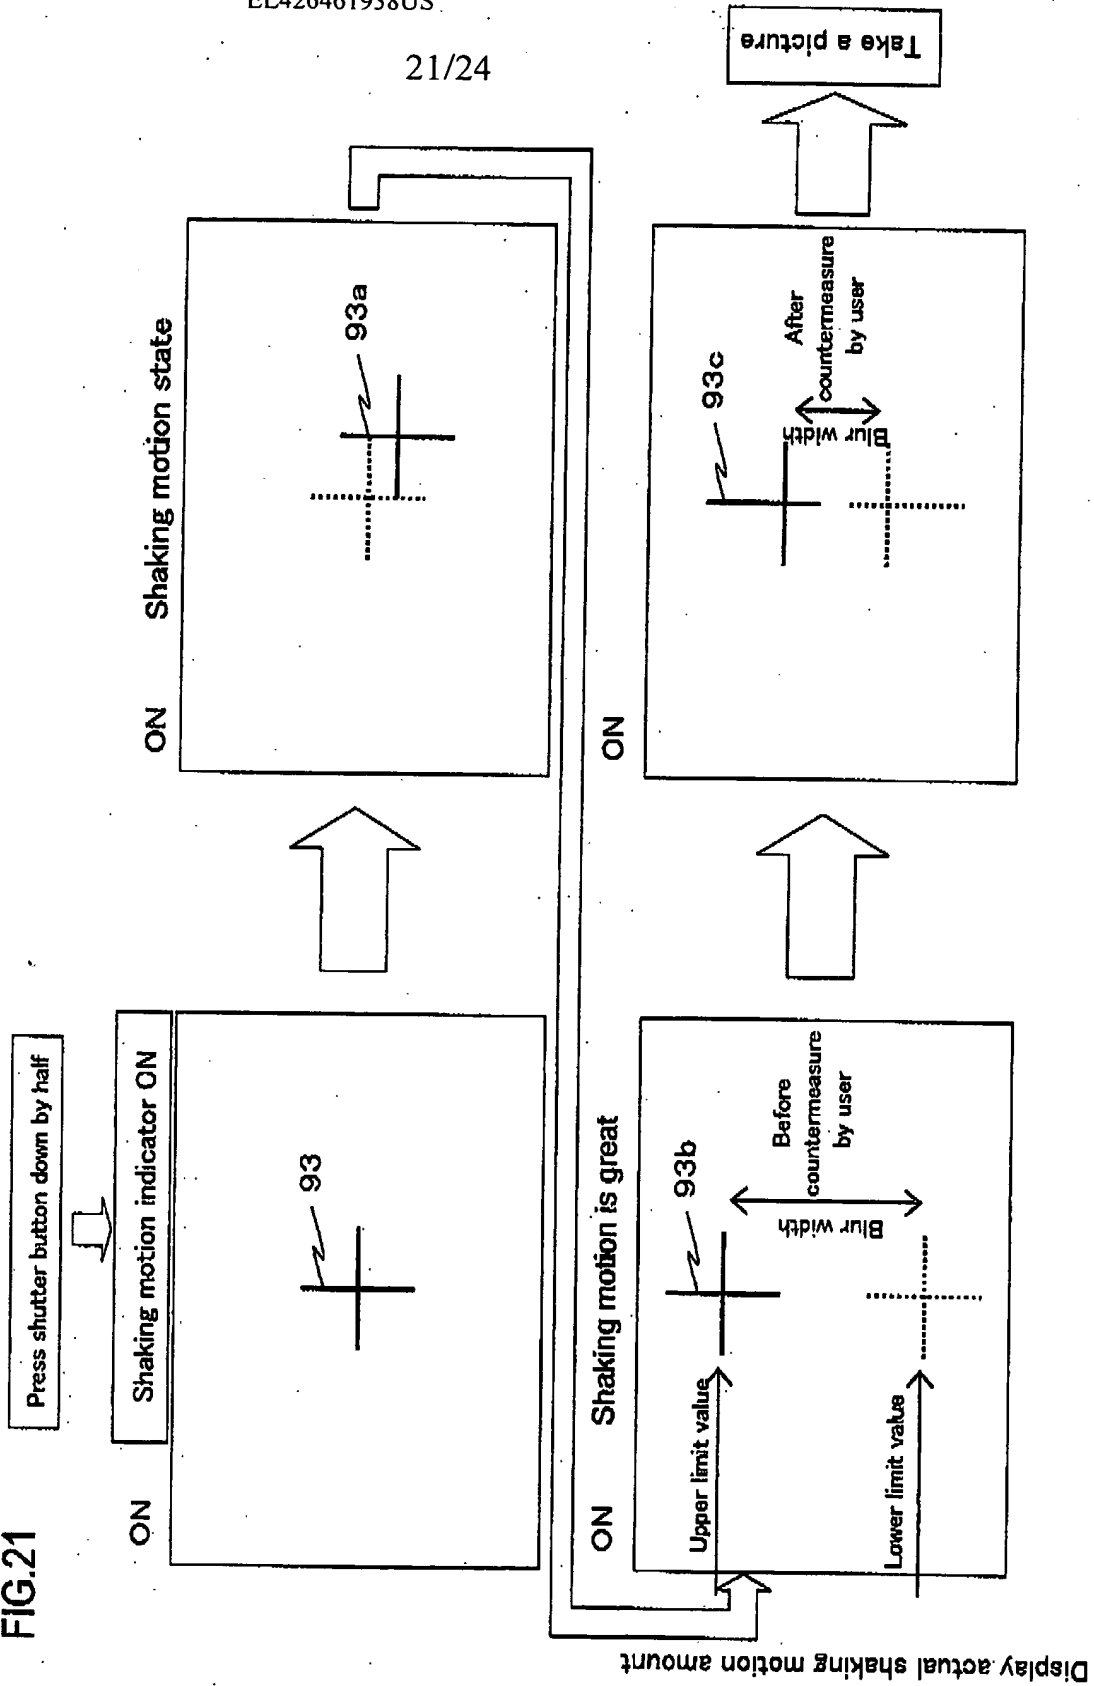 EL426461938US
21/24
FIG.21
Press shutter button down by half
Shaking motion indicator ON
ON
93
ON
Shaking motion state
93a
ON
Shaking motion is great
Upper limit value
Lower limit value
93b
Blur width
Before
countermeasure
by user
ON
93c
Blur width
After
countermeasure
by user
Take a picture
Display actual shaking motion amount